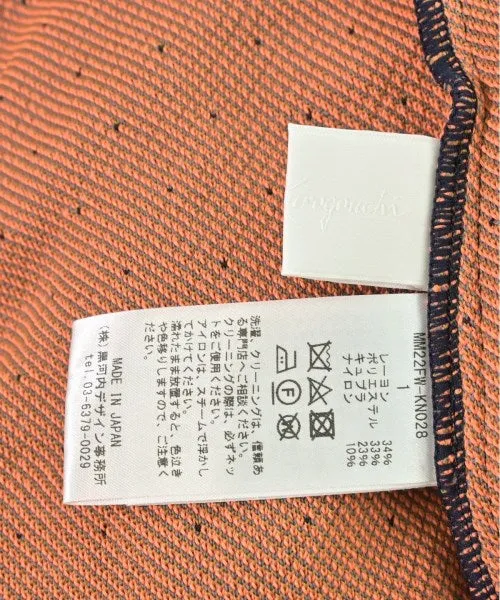 MM22FW-KN028
1
レーヨン 34%
ポリエステル 33%
キュプラ 23%
ナイロン 10%
洗濯、クリーニングは、信頼あ
る専門店へご相談ください。
クリーニングの際は、必ずネッ
トをご使用ください。
アイロンは、スチームで浮かし
てかけてください。
濡れたまま放置すると、色泣き
や色移りしますので、ご注意く
ださい。
MADE IN JAPAN
(株)黒河内デザイン事務所
tel.03-6379-0029